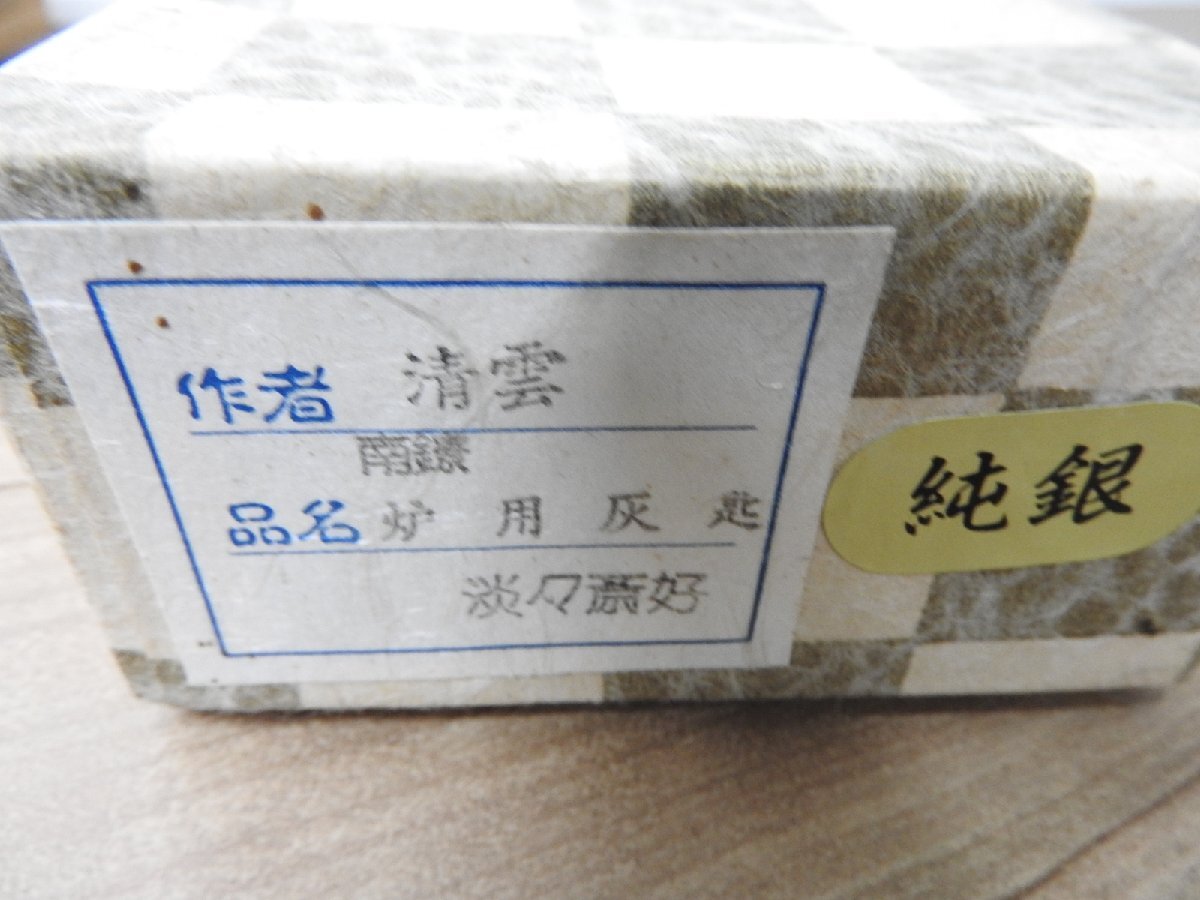 作者 清雲
南鐐
品名 炉用灰匙
淡々斎好
純銀